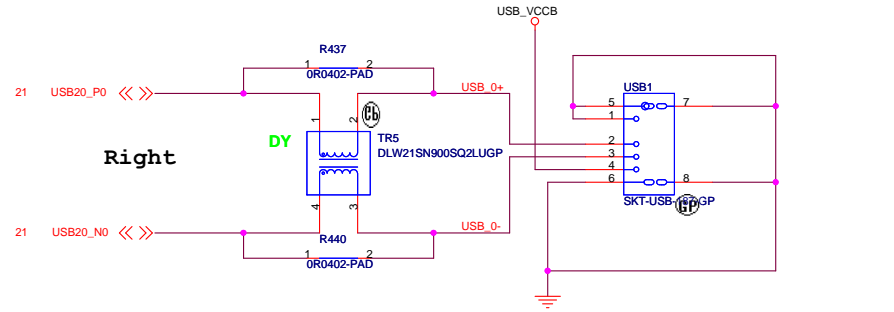 USB_VCCB
R437
1 2
0R0402-PAD
21 USB20_P0
USB_0+
USB1
5 7
1
1 2
DY
TR5
DLW21SN900SQ2LUGP
Right
2
3
4
6 8
SKT-USB- GP
GP
4 3
21 USB20_N0
USB_0-
R440
1 2
0R0402-PAD